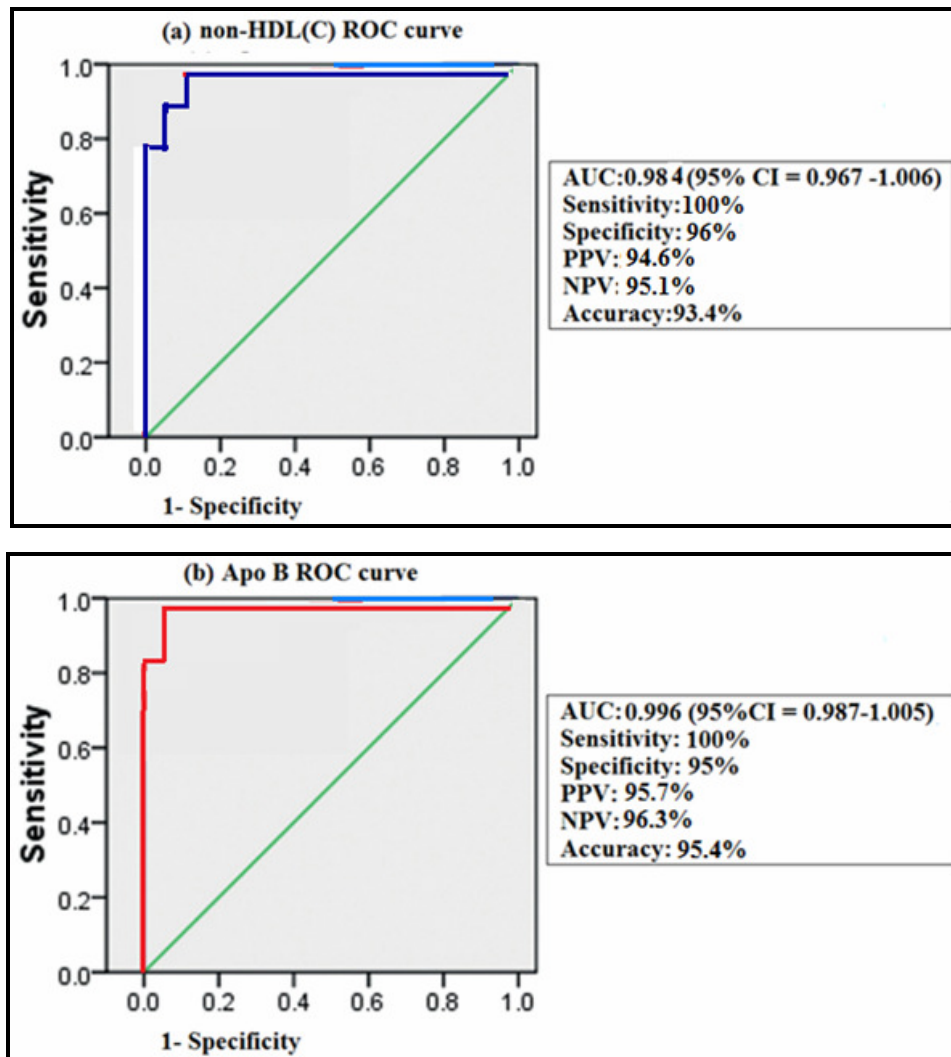 (a) non-HDL(C) ROC curve
1.0
0.8
0.6
0.4
0.2
0.0
Sensitivity
0.0 0.2 0.4 0.6 0.8 1.0
1- Specificity
AUC:0.984 (95% CI = 0.967 -1.006)
Sensitivity:100%
Specificity: 96%
PPV: 94.6%
NPV: 95.1%
Accuracy:93.4%
(b) Apo B ROC curve
1.0
0.8
0.6
0.4
0.2
0.0
Sensitivity
0.0 0.2 0.4 0.6 0.8 1.0
1- Specificity
AUC:0.996 (95%CI = 0.987-1.005)
Sensitivity: 100%
Specificity: 95%
PPV: 95.7%
NPV: 96.3%
Accuracy: 95.4%